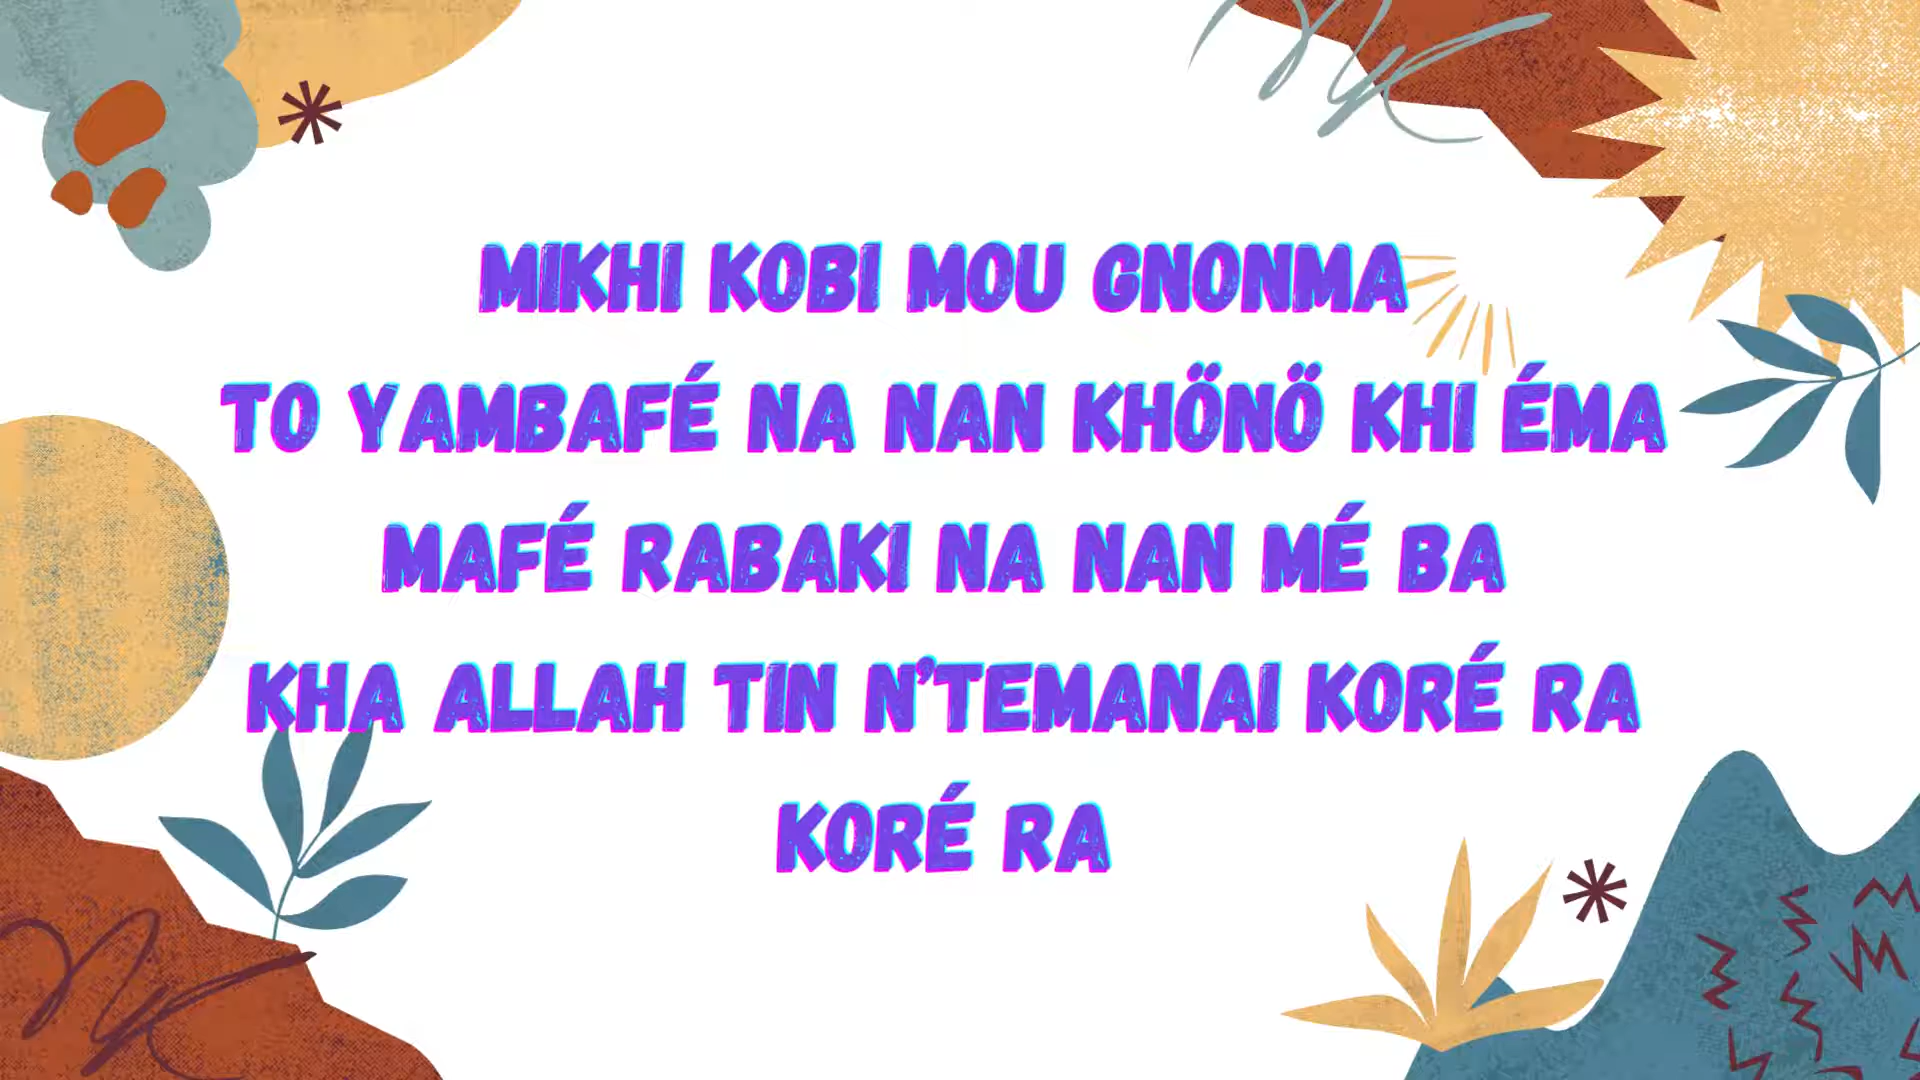 MIKHI KOBI MOU GNONMA
TO YAMBAFÉ NA NAN KHÖNÖ KHI ÉMA
MAFÉ RABAKI NA NAN MÉ BA
KHA ALLAH TIN N'TEMANAI KORÉ RA
KORÉ RA